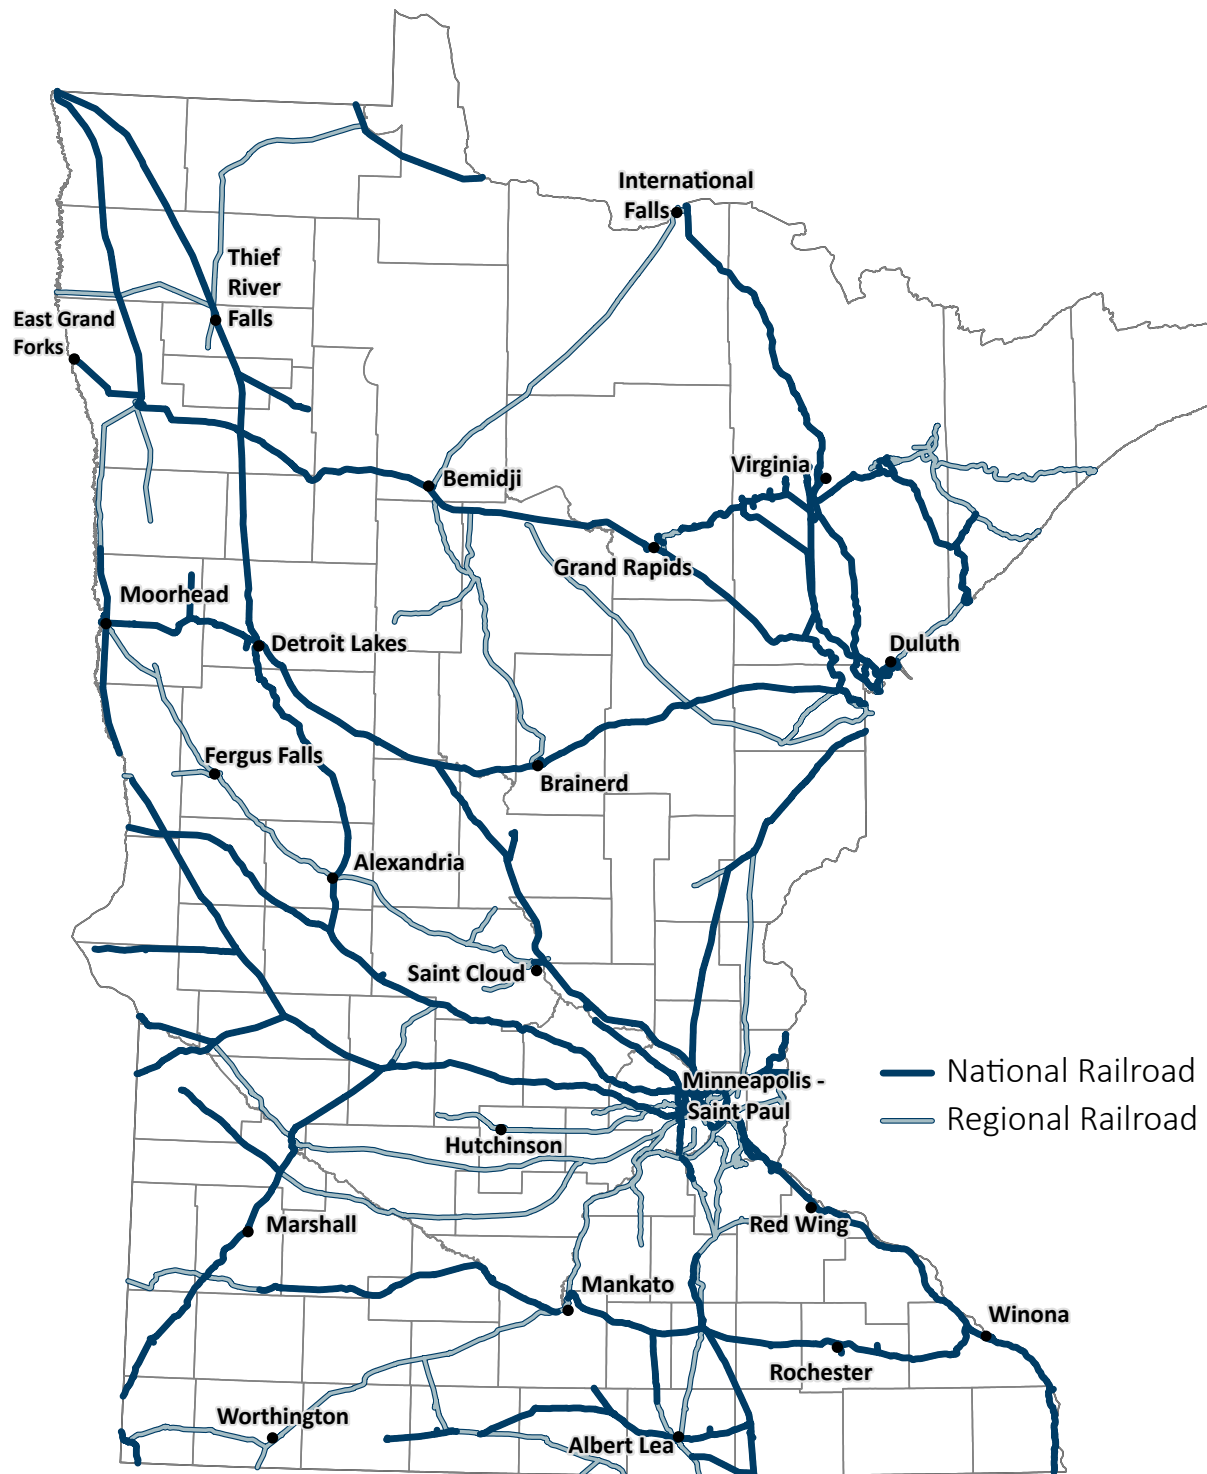 International
Falls
Thief
River
Falls
East Grand
Forks
Virginia
Bemidji
Grand Rapids
Moorhead
Detroit Lakes
Duluth
Fergus Falls
Brainerd
Alexandria
Saint Cloud
National Railroad
Minneapolis -
Saint Paul
Regional Railroad
Hutchinson
Marshall
Red Wing
Mankato
Winona
Rochester
Worthington
Albert Lea